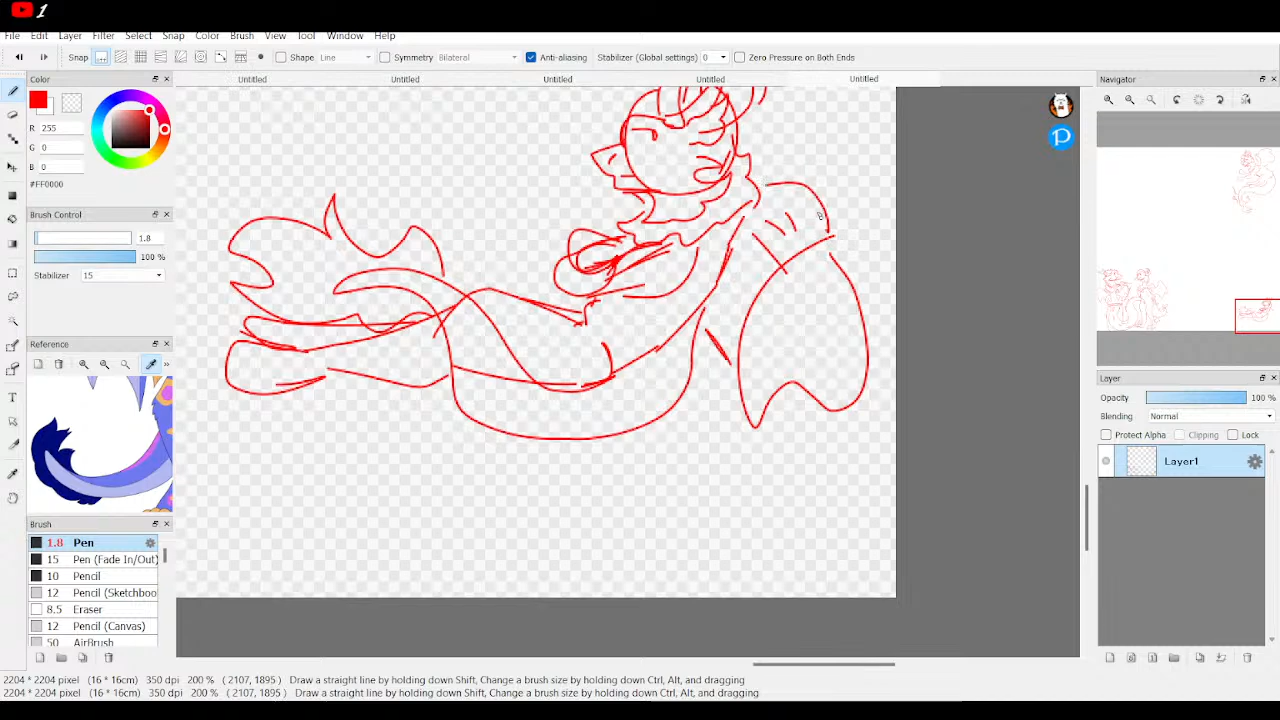 1
File Edit Layer Filter Select Snap Color Brush View Tool Window Help
Snap Shape Line Symmetry Bilateral Anti-aliasing Stabilizer (Global settings) 0 Zero Pressure on Both Ends
Color
Untitled Untitled Untitled Untitled Untitled
Navigator
R 255
G 0
B 0
#FF0000
Brush Control
1.8
100 %
Stabilizer 15
Reference
Layer
Opacity 100 %
Blending Normal
Protect Alpha Clipping Lock
Layer1
Brush
1.8 Pen
15 Pen (Fade In/Out)
10 Pencil
12 Pencil (Sketchboo
8.5 Eraser
12 Pencil (Canvas)
50 AirBrush
2204 * 2204 pixel (16 * 16cm) 350 dpi 200 % ( 2107, 1895 ) Draw a straight line by holding down Shift, Change a brush size by holding down Ctrl, Alt, and dragging
2204 * 2204 pixel (16 * 16cm) 350 dpi 200 % ( 2107, 1895 ) Draw a straight line by holding down Shift, Change a brush size by holding down Ctrl, Alt, and dragging